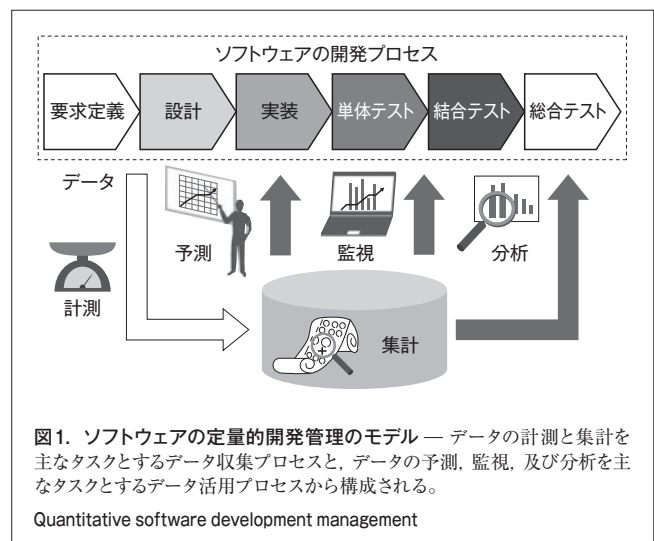 ソフトウェアの開発プロセス
要求定義
設計
実装
単体テスト
結合テスト
総合テスト
データ
予測
監視
分析
計測
集計
図1. ソフトウェアの定量的開発管理のモデル — データの計測と集計を
主なタスクとするデータ収集プロセスと, データの予測, 監視, 及び分析を主
なタスクとするデータ活用プロセスから構成される。
Quantitative software development management